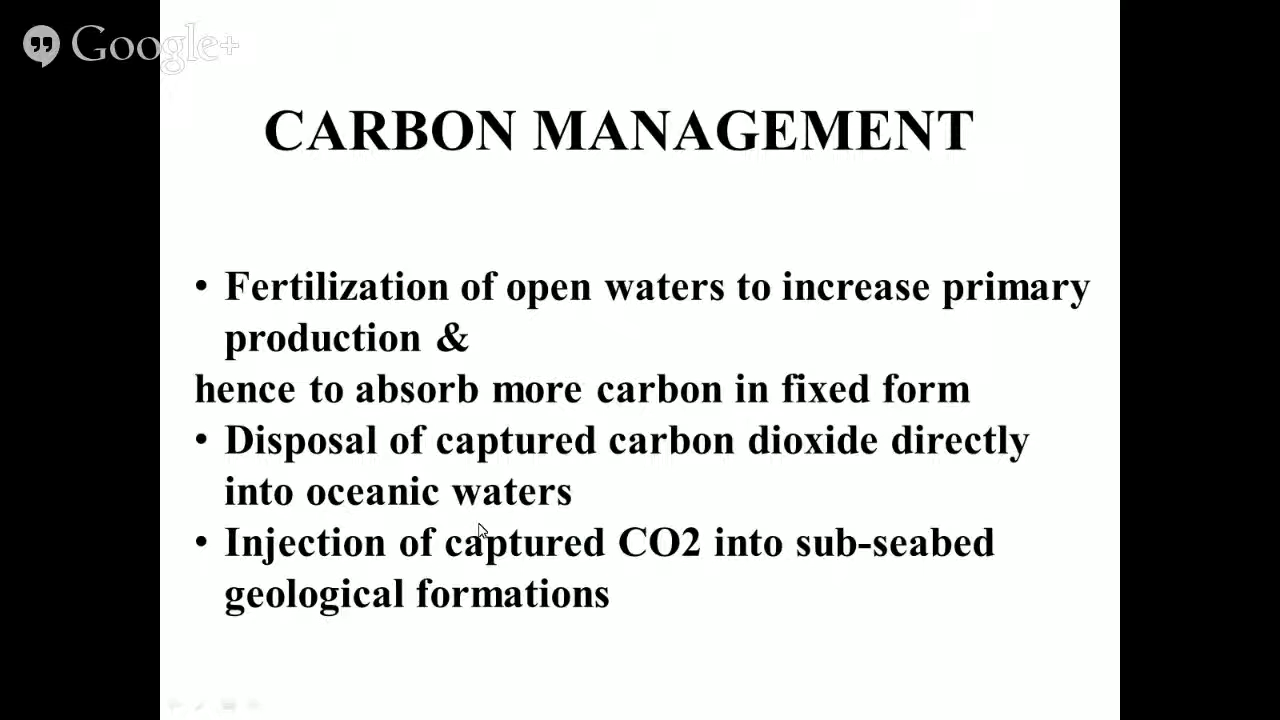 Google+
CARBON MANAGEMENT
• Fertilization of open waters to increase primary
production &
hence to absorb more carbon in fixed form
• Disposal of captured carbon dioxide directly
into oceanic waters
• Injection of captured CO2 into sub-seabed
geological formations